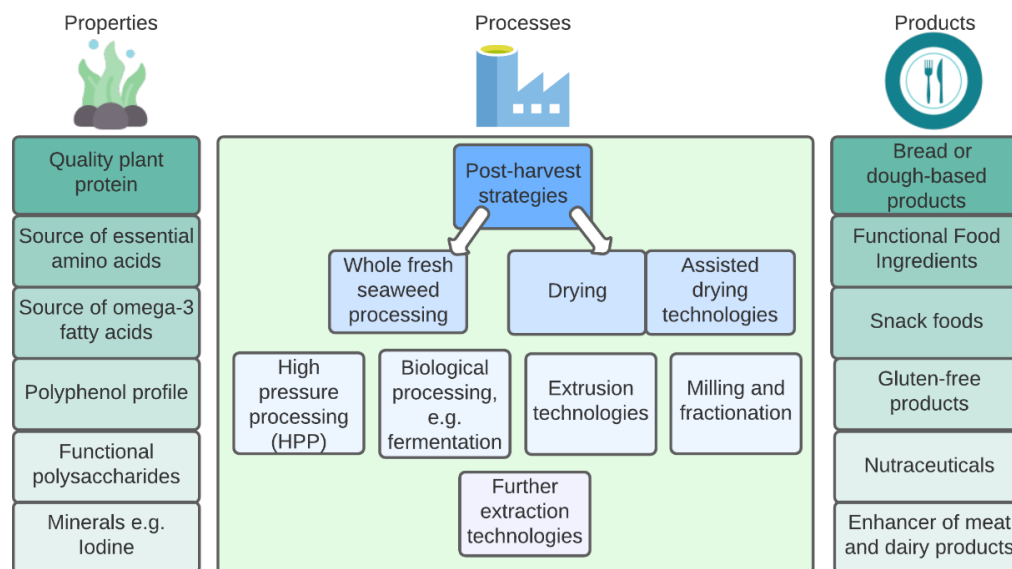 Properties
Processes
Products
Quality plant
protein
Source of essential
amino acids
Source of omega-3
fatty acids
Polyphenol profile
Functional
polysaccharides
Minerals e.g.
Iodine
Post-harvest
strategies
Whole fresh
seaweed
processing
Drying
Assisted
drying
technologies
High
pressure
processing
(HPP)
Biological
processing,
e.g.
fermentation
Extrusion
technologies
Milling and
fractionation
Further
extraction
technologies
Bread or
dough-based
products
Functional Food
Ingredients
Snack foods
Gluten-free
products
Nutraceuticals
Enhancer of meat
and dairy products